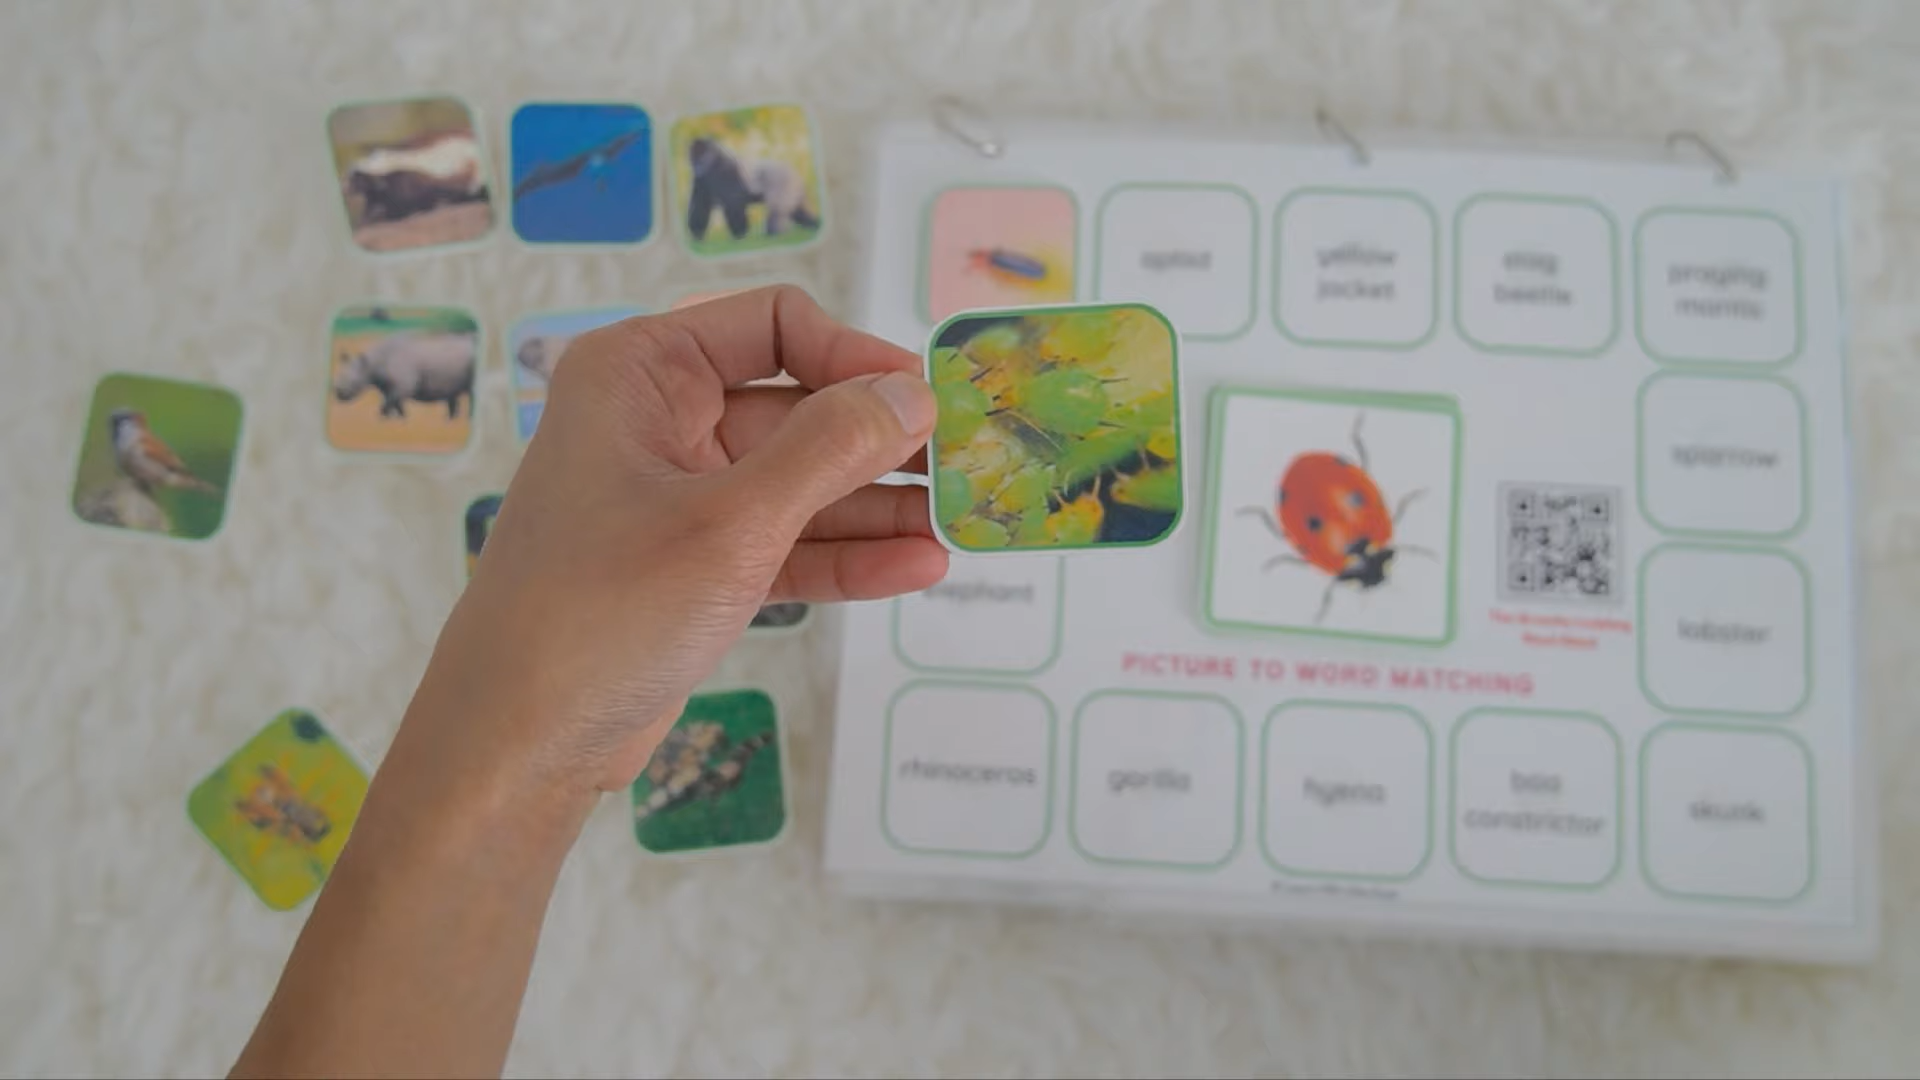 aphid
yellow
jacket
stag
beetle
praying
mantis
sparrow
elephant
lobster
PICTURE TO WORD MATCHING
rhinoceros
gorilla
hyena
boa
constrictor
skunk